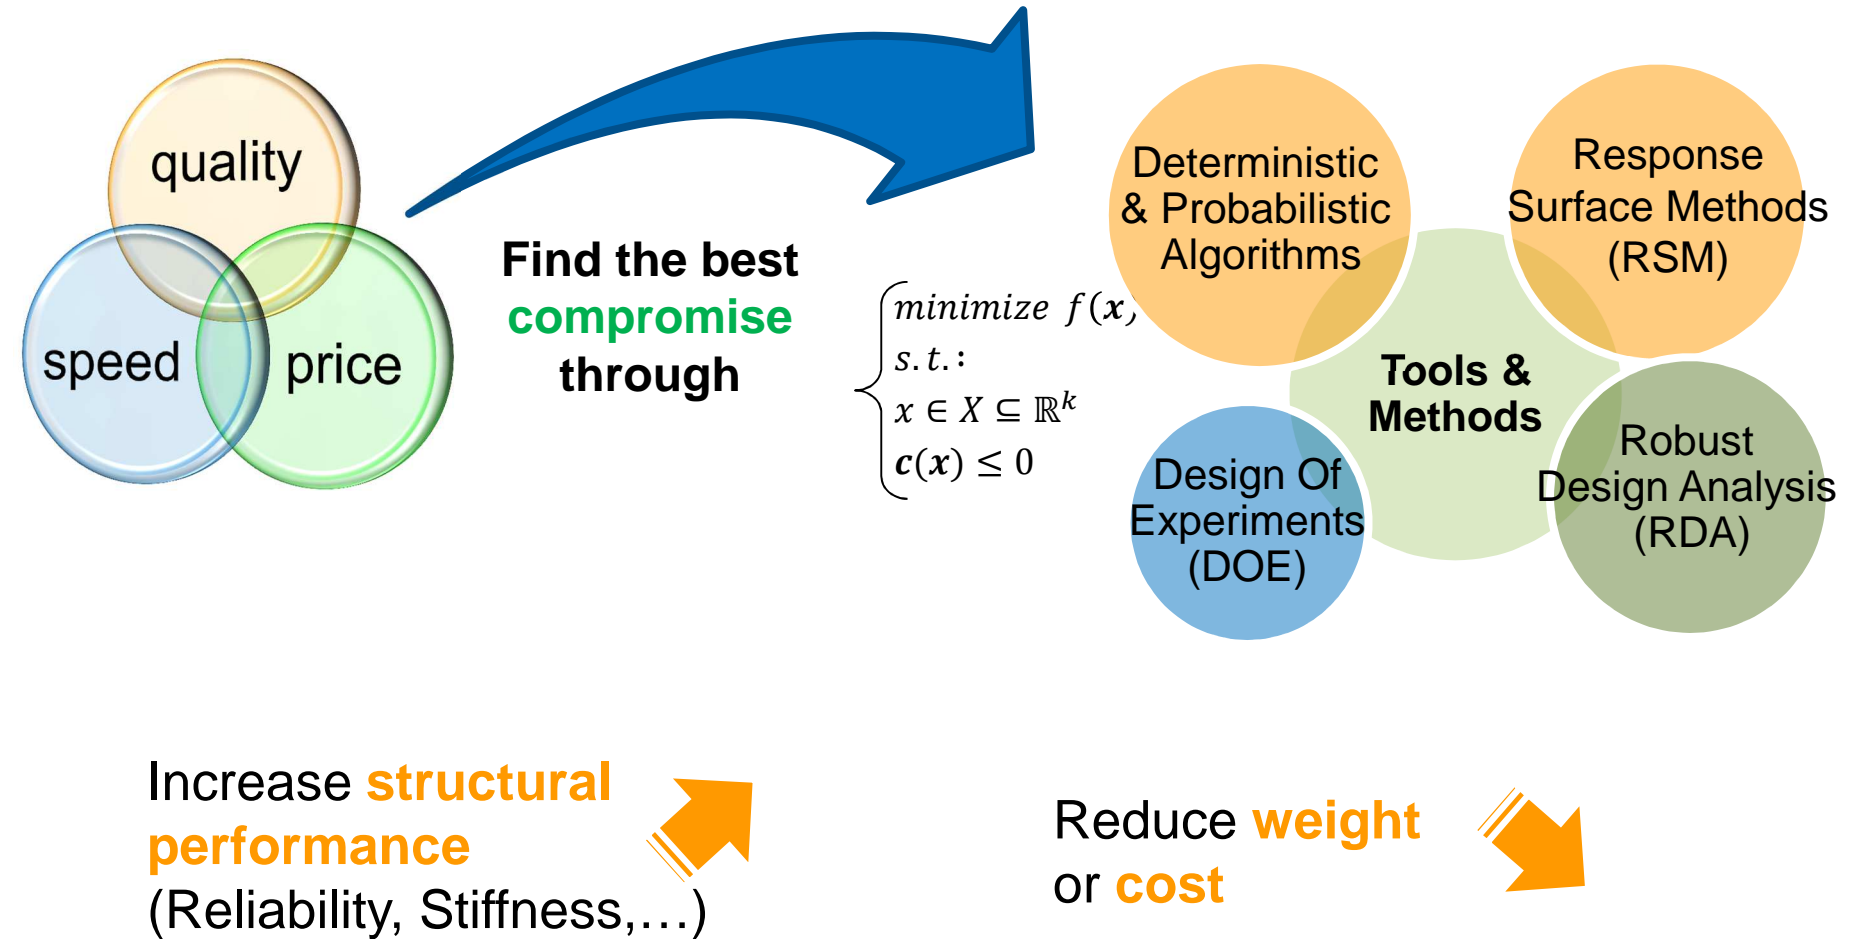 quality
speed
price
Find the best
compromise
through
minimize f(x)
s.t.:
x ∈ X ⊆ ℝᵏ
c(x) ≤ 0
Deterministic
& Probabilistic
Algorithms
Response
Surface Methods
(RSM)
Tools &
Methods
Design Of
Experiments
(DOE)
Robust
Design Analysis
(RDA)
Increase structural
performance
(Reliability, Stiffness,…)
Reduce weight
or cost